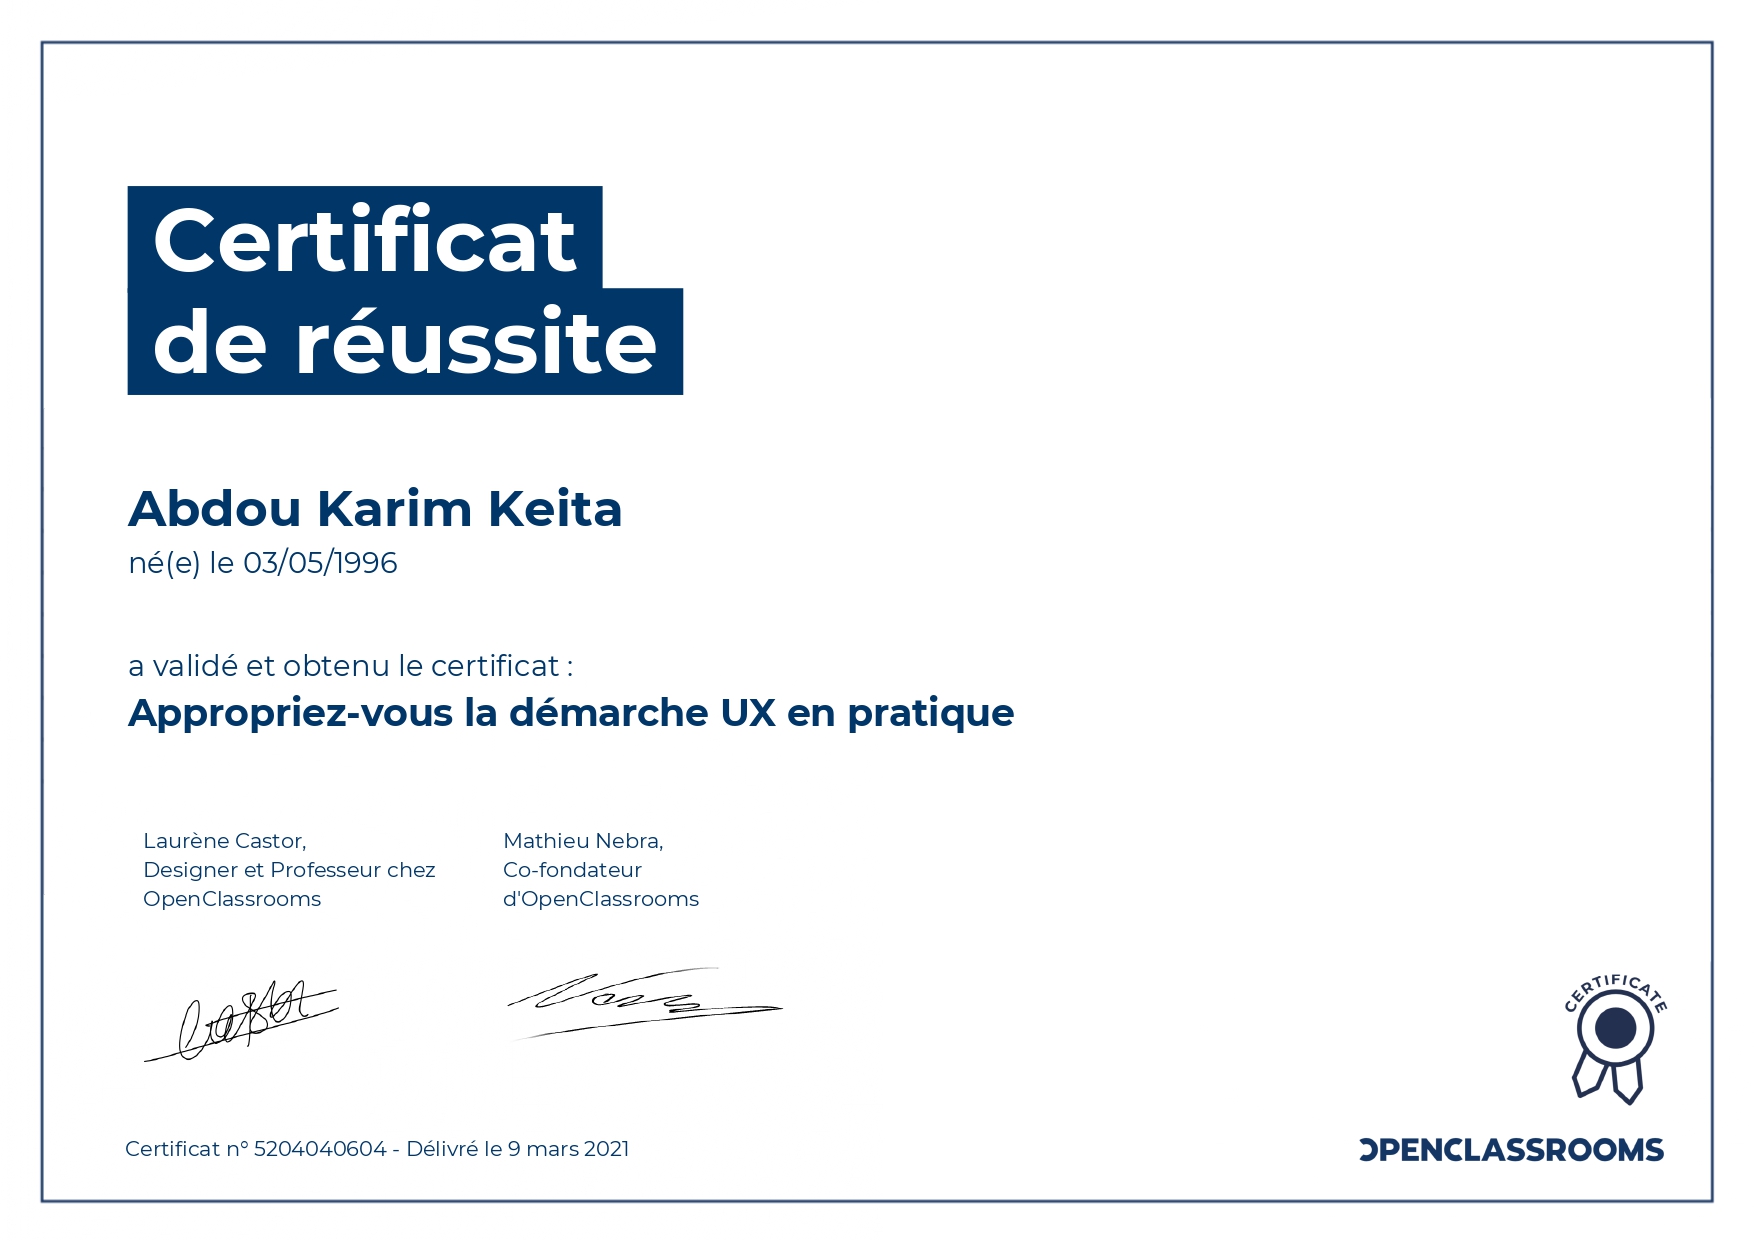 Certificat
de réussite
Abdou Karim Keita
né(e) le 03/05/1996
a validé et obtenu le certificat :
Appropriez-vous la démarche UX en pratique
Laurène Castor,
Designer et Professeur chez
OpenClassrooms
Mathieu Nebra,
Co-fondateur
d'OpenClassrooms
CERTIFICATE
Certificat n° 5204040604 - Délivré le 9 mars 2021
OPENCLASSROOMS